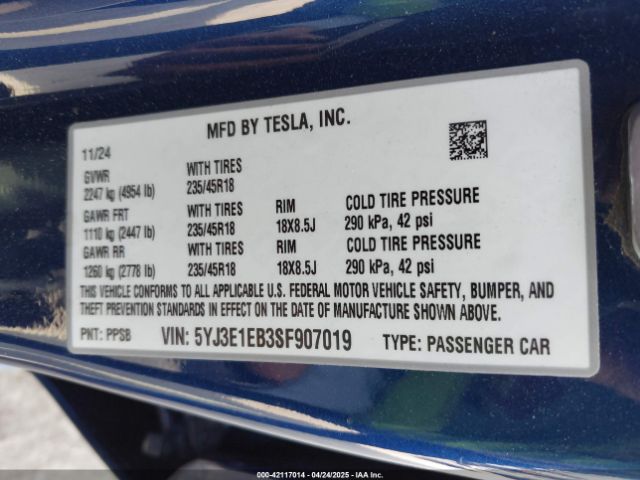 MFD BY TESLA, INC.
11/24
GVWR WITH TIRES
2247 kg (4954 lb) 235/45R18
GAWR FRT WITH TIRES RIM COLD TIRE PRESSURE
1110 kg (2447 lb) 235/45R18 18X8.5J 290 kPa, 42 psi
GAWR RR WITH TIRES RIM COLD TIRE PRESSURE
1260 kg (2778 lb) 235/45R18 18X8.5J 290 kPa, 42 psi
THIS VEHICLE CONFORMS TO ALL APPLICABLE U.S. FEDERAL MOTOR VEHICLE SAFETY, BUMPER, AND
THEFT PREVENTION STANDARDS IN EFFECT ON THE DATE OF MANUFACTURE SHOWN ABOVE.
PNT: PPSB VIN: 5YJ3E1EB3SF907019 TYPE: PASSENGER CAR
000-42117014 - 04/24/2025 - IAA Inc.